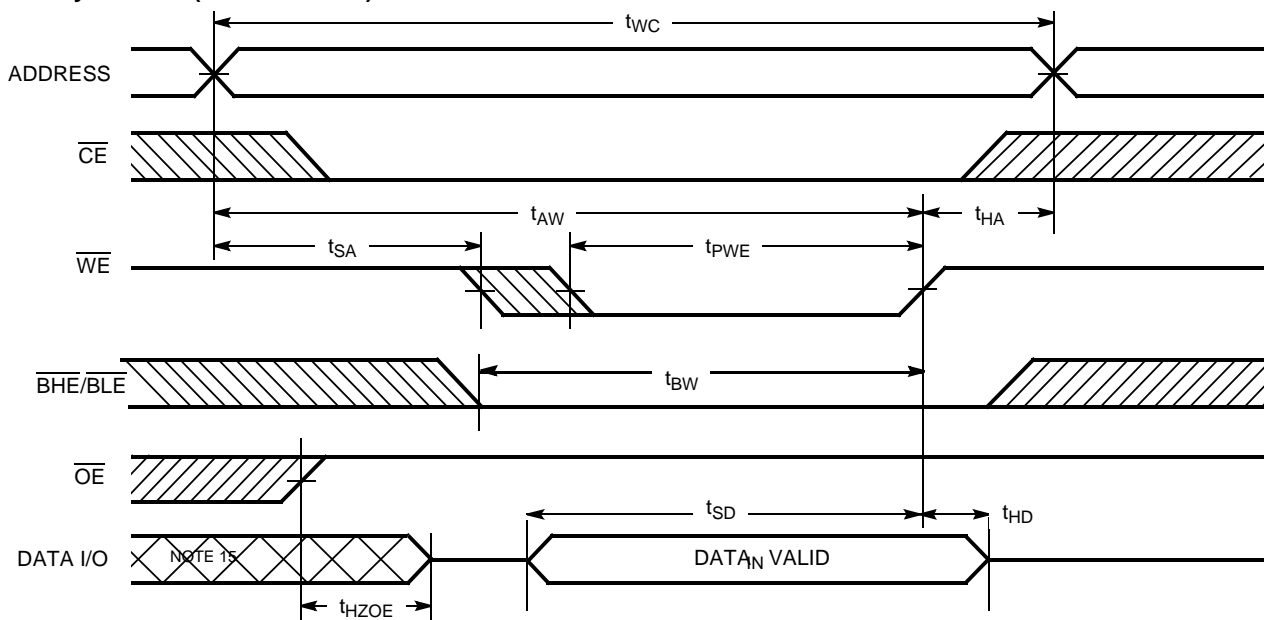 tWC
ADDRESS
CE
tAW
tHA
tSA
tPWE
WE
BHE/BLE
tBW
OE
tSD
tHD
DATA I/O
NOTE 15
DATAIN VALID
tHZOE